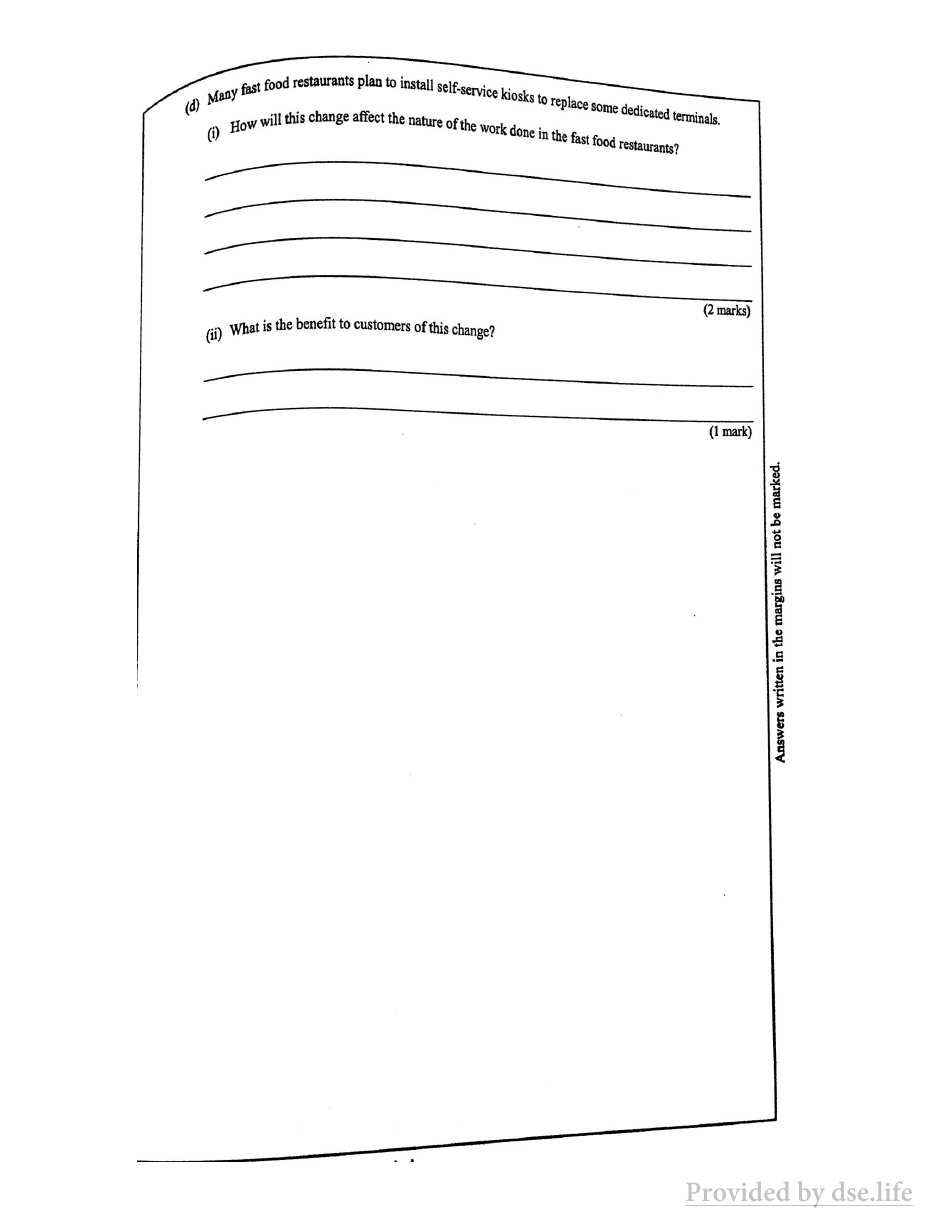 (d) Many fast food restaurants plan to install self-service kiosks to replace some dedicated terminals.
(i) How will this change affect the nature of the work done in the fast food restaurants?
(2 marks)
(ii) What is the benefit to customers of this change?
(1 mark)
Answers written in the margins will not be marked.
Provided by dse.life